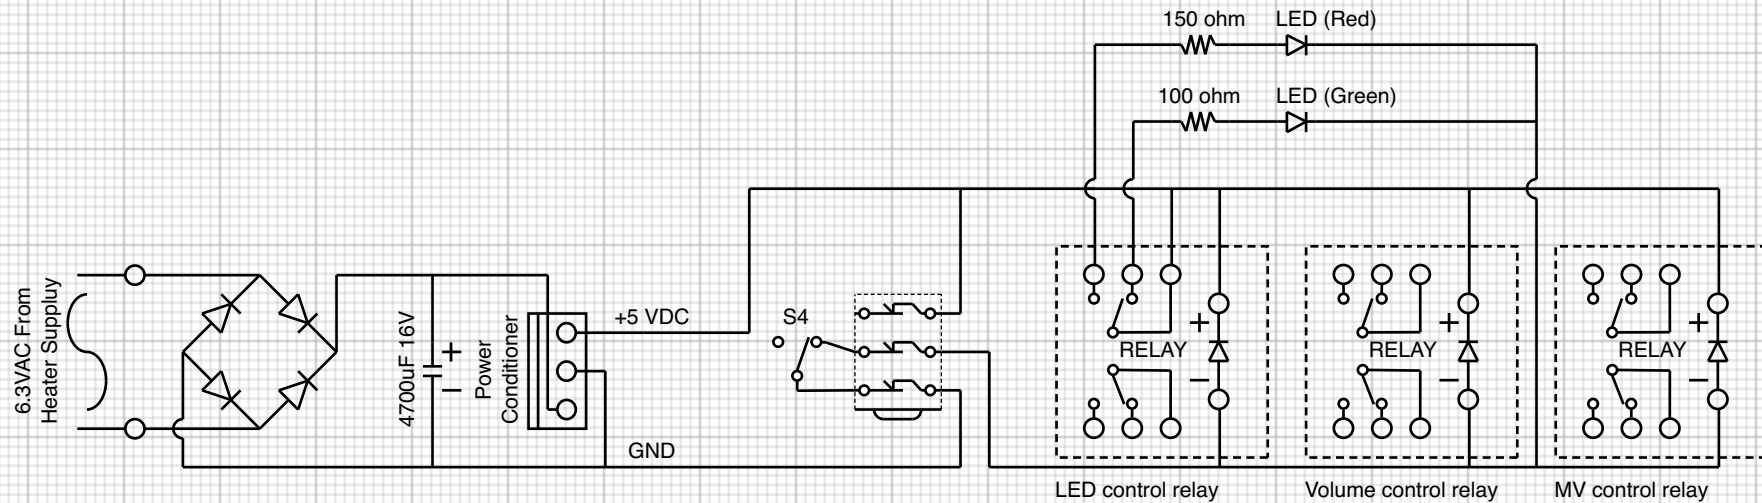 150 ohm
LED (Red)
100 ohm
LED (Green)
6.3VAC From
Heater Suppluy
4700uF 16V
+
−
Power
Conditioner
+5 VDC
GND
S4
+
RELAY
−
+
RELAY
−
+
RELAY
−
LED control relay
Volume control relay
MV control relay